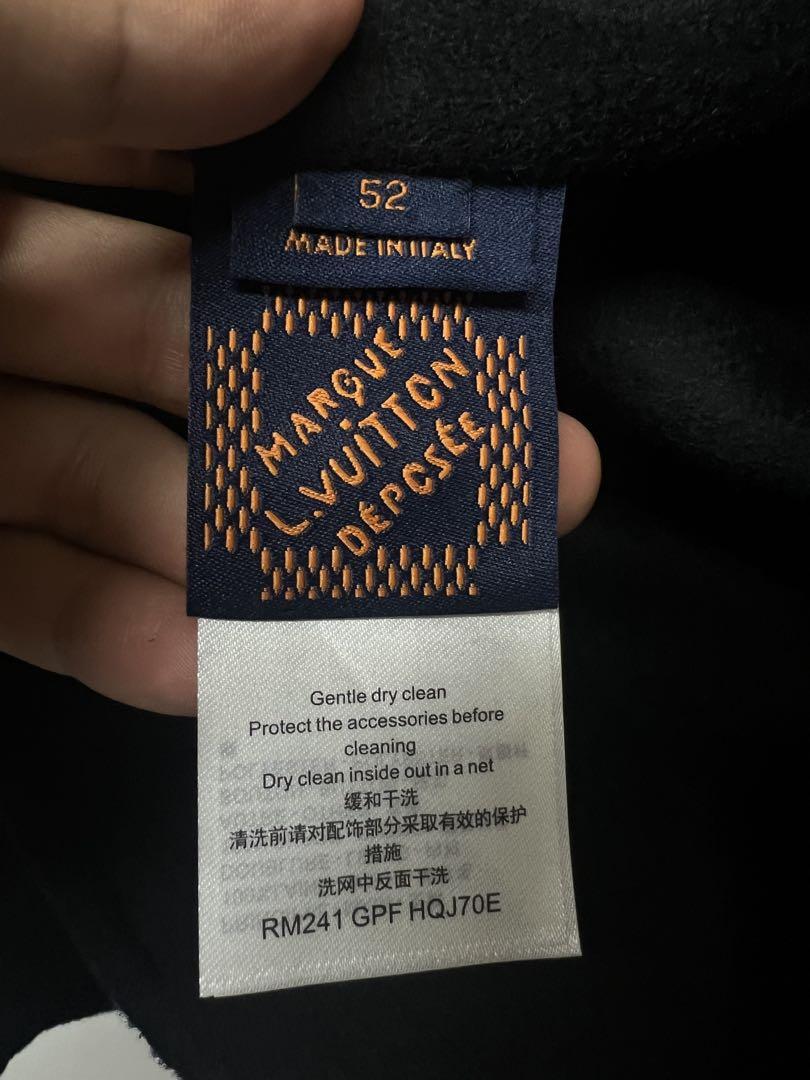 52
MADE IN ITALY
MARQUE
L.VUiTTON
DÉPOSÉE
Gentle dry clean
Protect the accessories before
cleaning
Dry clean inside out in a net
缓和干洗
清洗前请对配饰部分采取有效的保护
措施
洗网中反面干洗
RM241 GPF HQJ70E